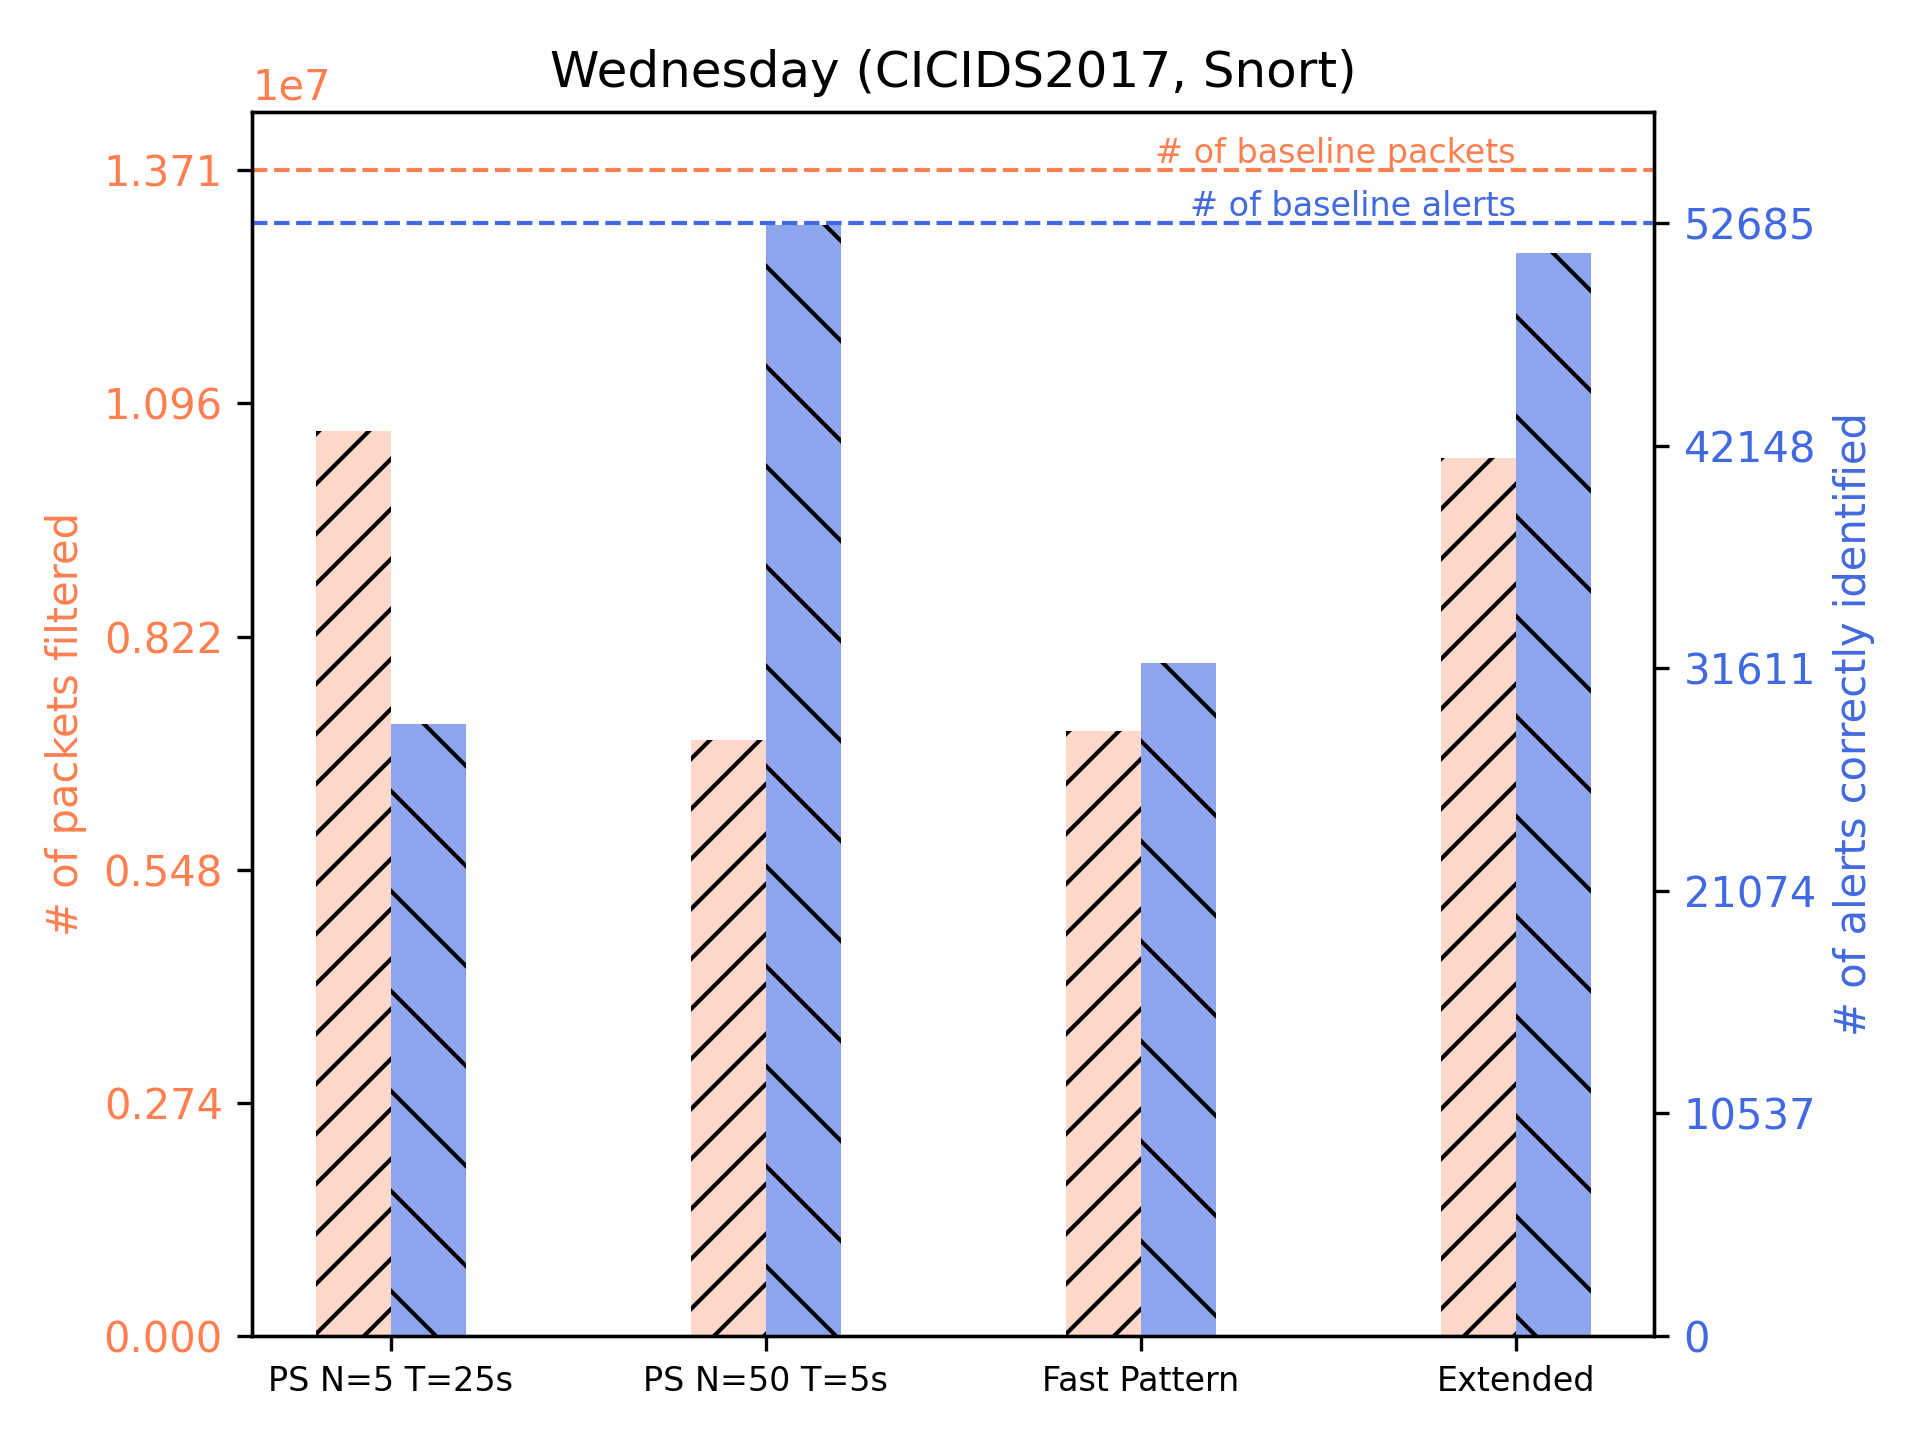 Wednesday (CICIDS2017, Snort)
1e7
# of baseline packets
# of baseline alerts
1.371
1.096
0.822
0.548
0.274
0.000
# of packets filtered
52685
42148
31611
21074
10537
0
# of alerts correctly identified
PS N=5 T=25s
PS N=50 T=5s
Fast Pattern
Extended